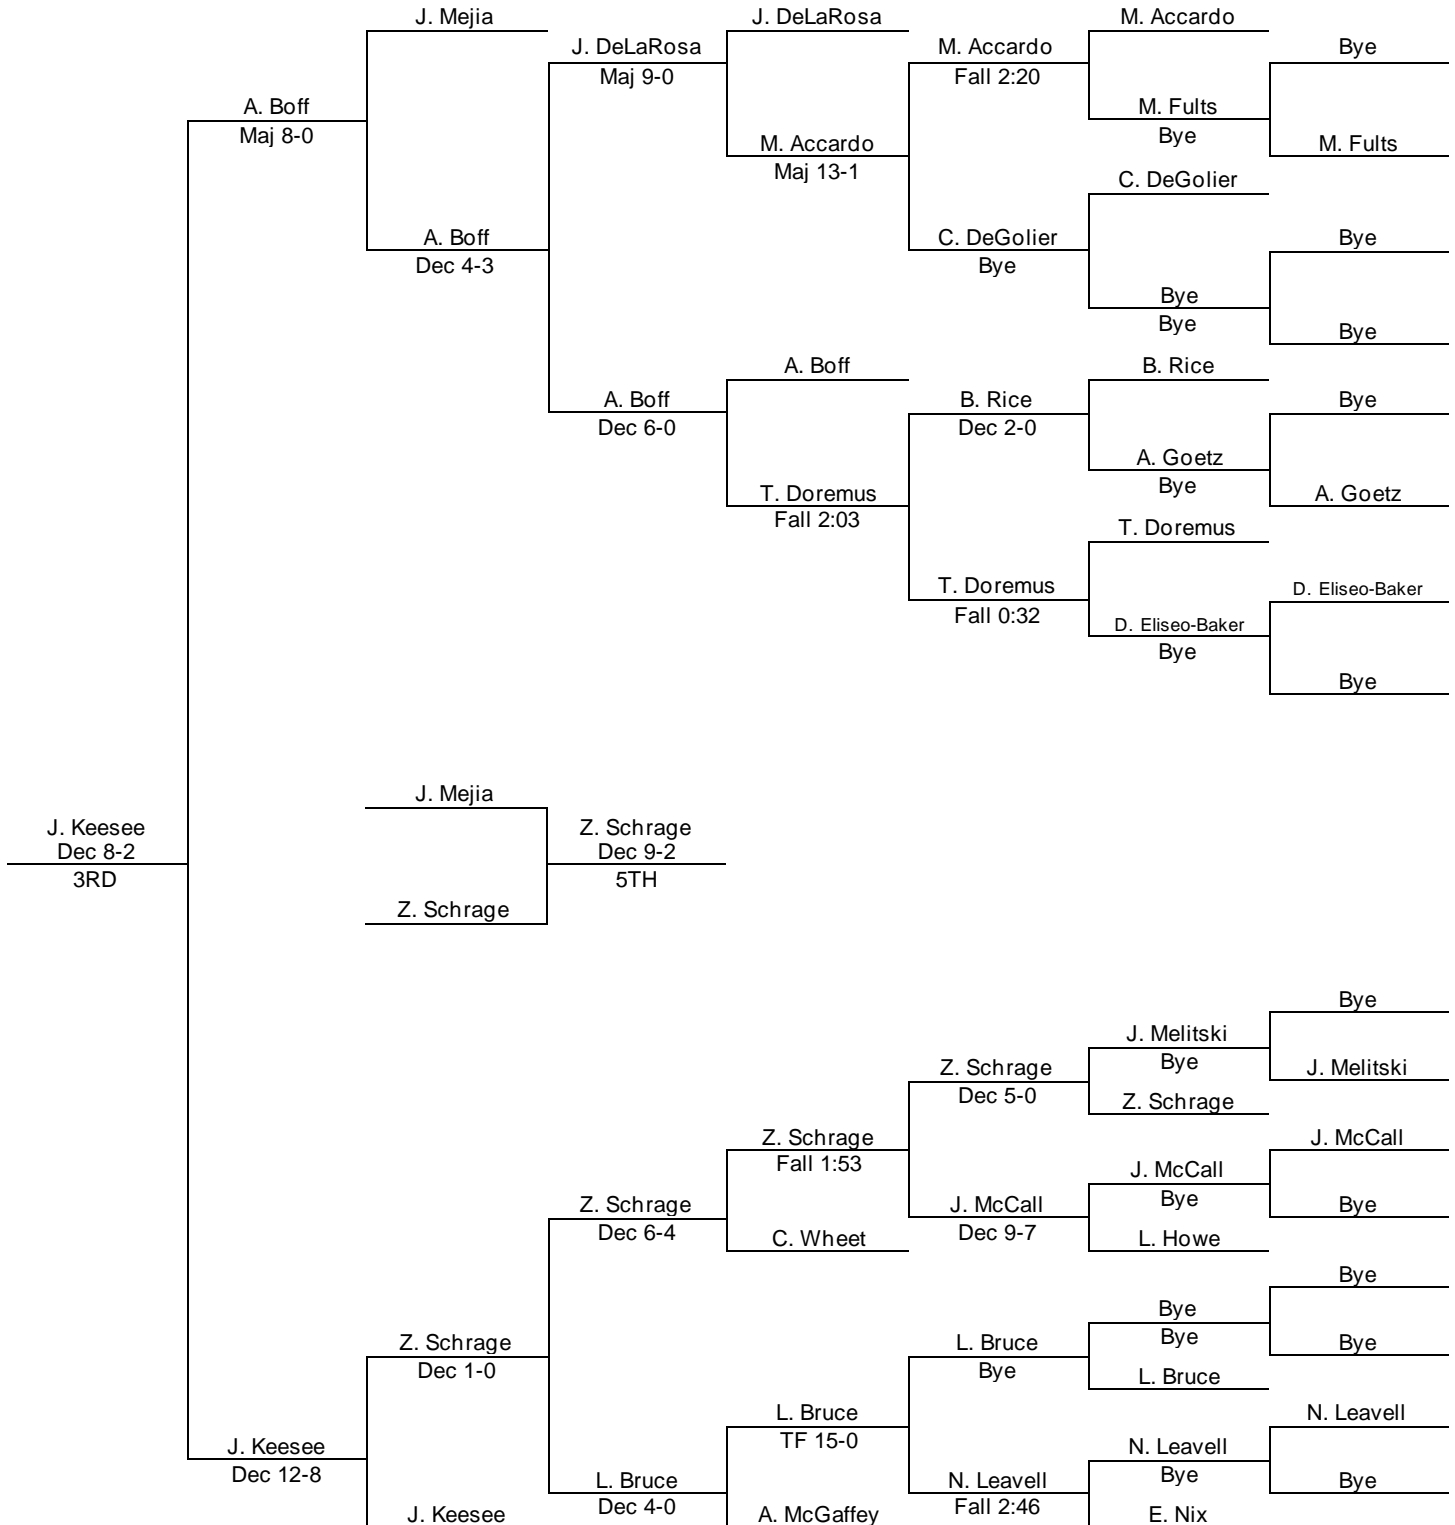 J. Mejia
J. DeLaRosa
M. Accardo
J. DeLaRosa
Maj 9-0
M. Accardo
Fall 2:20
Bye
A. Boff
Maj 8-0
M. Fults
Bye
M. Accardo
Maj 13-1
M. Fults
C. DeGolier
A. Boff
Dec 4-3
C. DeGolier
Bye
Bye
Bye
Bye
Bye
A. Boff
B. Rice
A. Boff
Dec 6-0
B. Rice
Dec 2-0
Bye
A. Goetz
Bye
T. Doremus
Fall 2:03
A. Goetz
T. Doremus
T. Doremus
Fall 0:32
D. Eliseo-Baker
D. Eliseo-Baker
Bye
Bye
J. Mejia
J. Keesee
Dec 8-2
3RD
Z. Schrage
Dec 9-2
5TH
Z. Schrage
Bye
J. Melitski
Bye
Z. Schrage
Dec 5-0
J. Melitski
Z. Schrage
Z. Schrage
Fall 1:53
J. McCall
J. McCall
Bye
Z. Schrage
Dec 6-4
J. McCall
Dec 9-7
Bye
C. Wheet
L. Howe
Bye
Bye
Bye
Z. Schrage
Dec 1-0
L. Bruce
Bye
Bye
L. Bruce
L. Bruce
TF 15-0
N. Leavell
J. Keesee
Dec 12-8
N. Leavell
Bye
L. Bruce
Dec 4-0
N. Leavell
Fall 2:46
Bye
J. Keesee
A. McGaffey
E. Nix